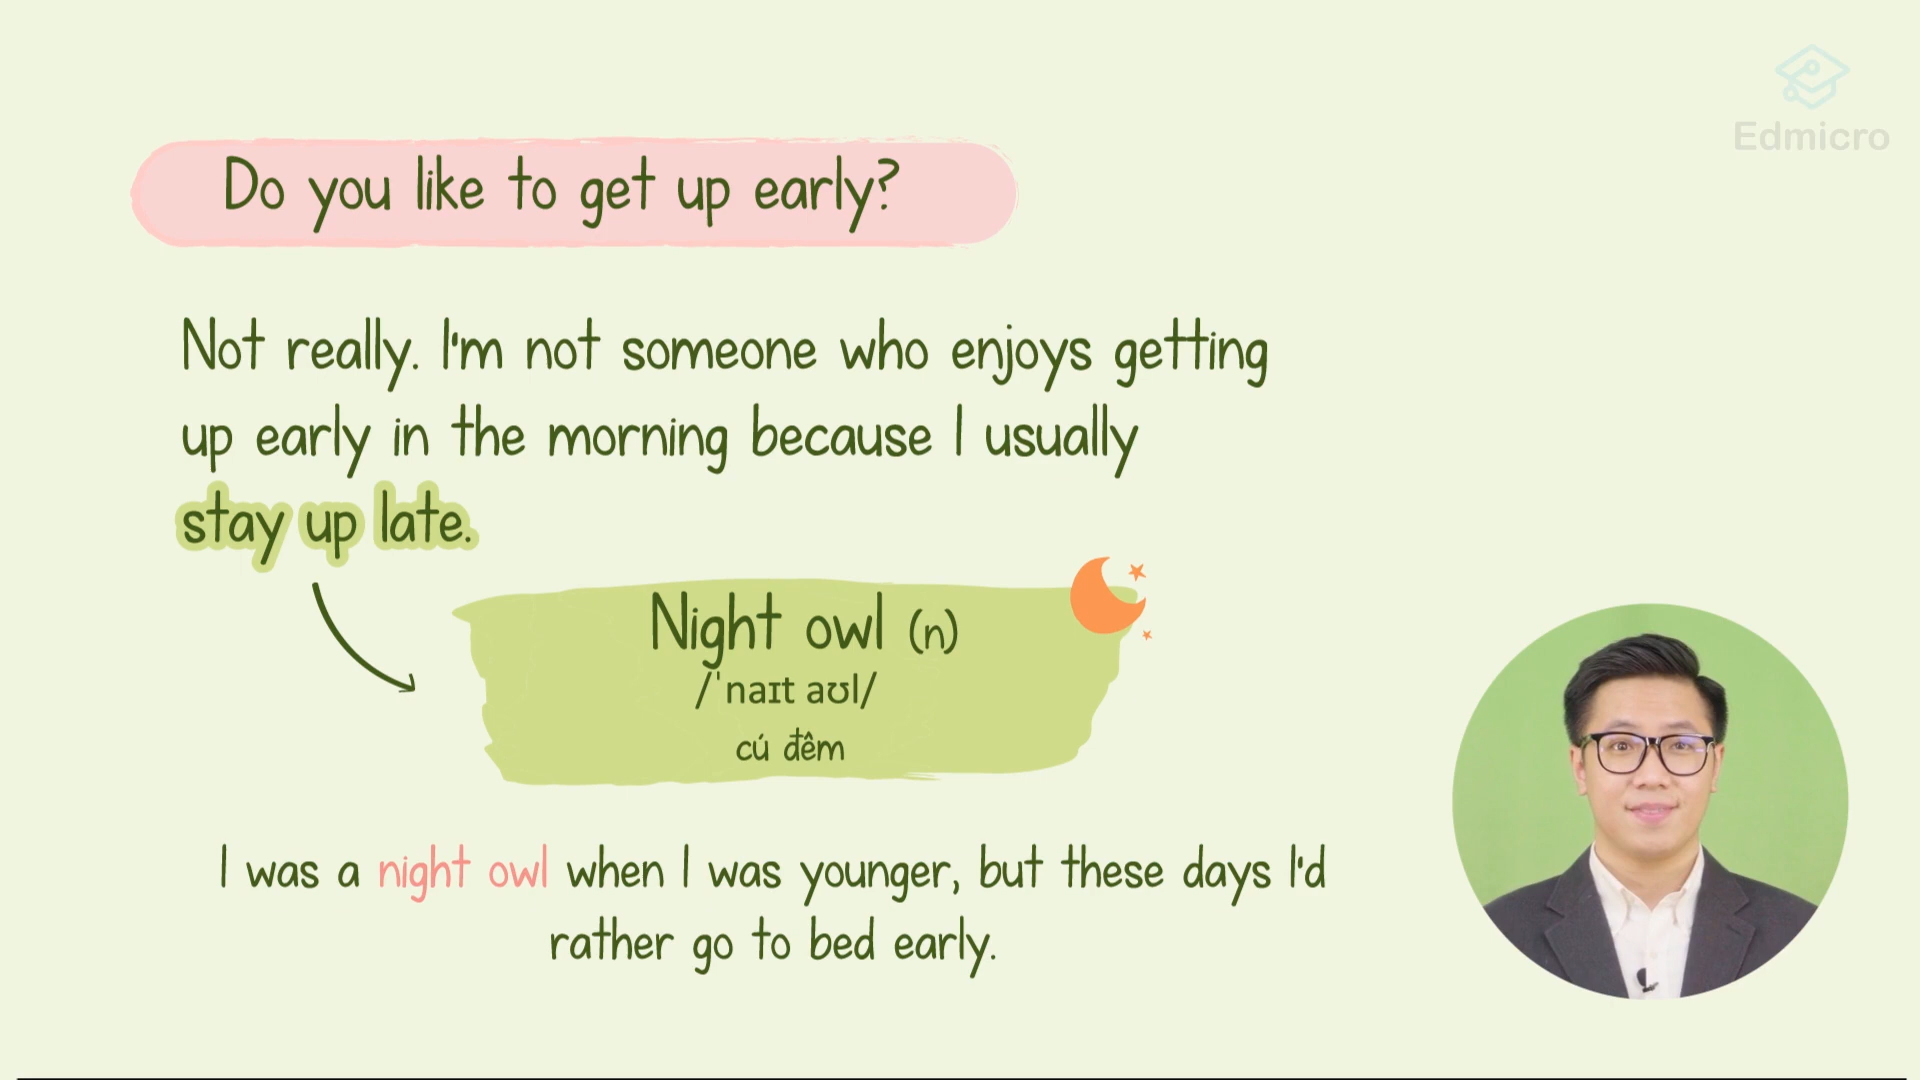 Edmicro
Do you like to get up early?
Not really. I'm not someone who enjoys getting
up early in the morning because I usually
stay up late.
Night owl (n)
/ˈnaɪt aʊl/
cú đêm
I was a night owl when I was younger, but these days I'd
rather go to bed early.